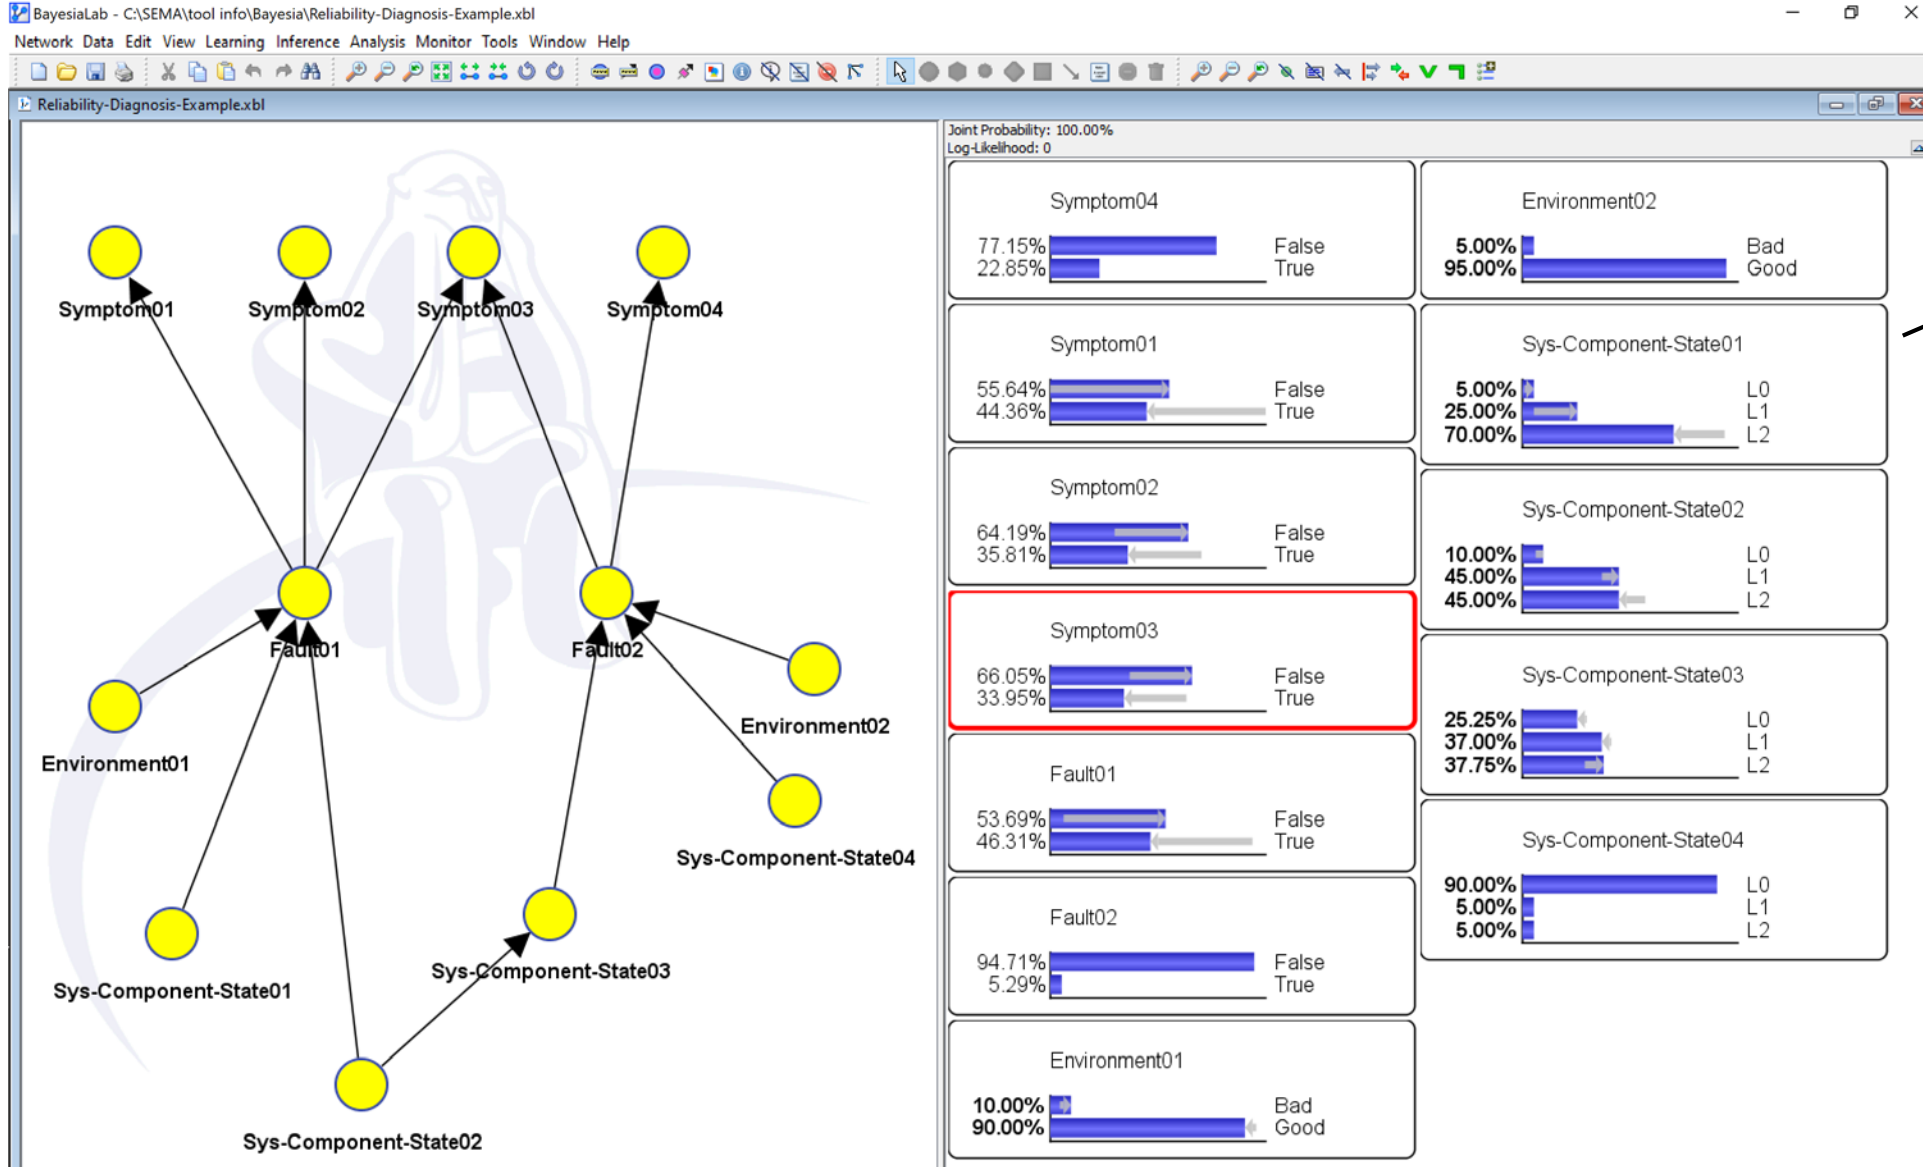 BayesiaLab - C:\SEMA\tool info\Bayesia\Reliability-Diagnosis-Example.xbl
Network Data Edit View Learning Inference Analysis Monitor Tools Window Help
Reliability-Diagnosis-Example.xbl
Symptom01 Symptom02 Symptom03 Symptom04
Fault01 Fault02
Environment02
Environment01
Sys-Component-State04
Sys-Component-State03
Sys-Component-State01
Sys-Component-State02
Joint Probability: 100.00%
Log-Likelihood: 0
Symptom04
77.15% False
22.85% True
Symptom01
55.64% False
44.36% True
Symptom02
64.19% False
35.81% True
Symptom03
66.05% False
33.95% True
Fault01
53.69% False
46.31% True
Fault02
94.71% False
5.29% True
Environment01
10.00% Bad
90.00% Good
Environment02
5.00% Bad
95.00% Good
Sys-Component-State01
5.00% L0
25.00% L1
70.00% L2
Sys-Component-State02
10.00% L0
45.00% L1
45.00% L2
Sys-Component-State03
25.25% L0
37.00% L1
37.75% L2
Sys-Component-State04
90.00% L0
5.00% L1
5.00% L2